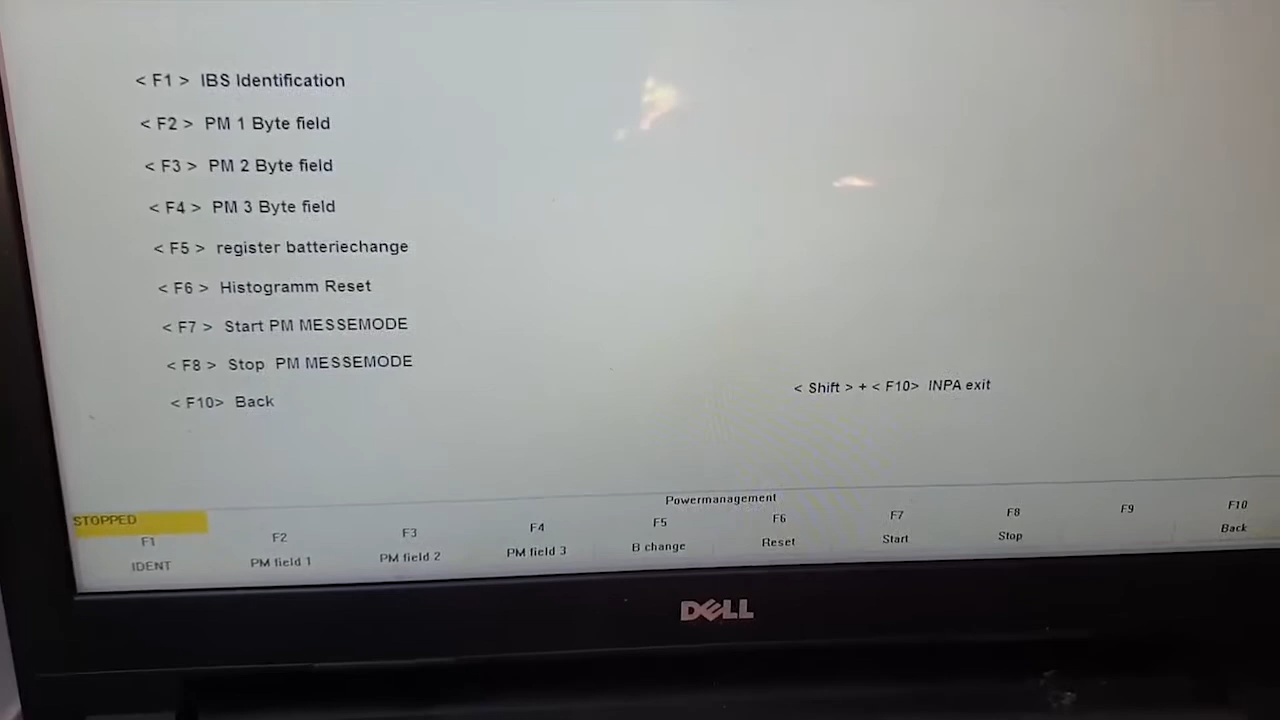 < F1 > IBS Identification
< F2 > PM 1 Byte field
< F3 > PM 2 Byte field
< F4 > PM 3 Byte field
< F5 > register batteriechange
< F6 > Histogramm Reset
< F7 > Start PM MESSEMODE
< F8 > Stop PM MESSEMODE
< F10> Back
< Shift > + < F10> INPA exit
Powermanagement
STOPPED
F1 F2 F3 F4 F5 F6 F7 F8 F9 F10
IDENT PM field 1 PM field 2 PM field 3 B change Reset Start Stop Back
DELL